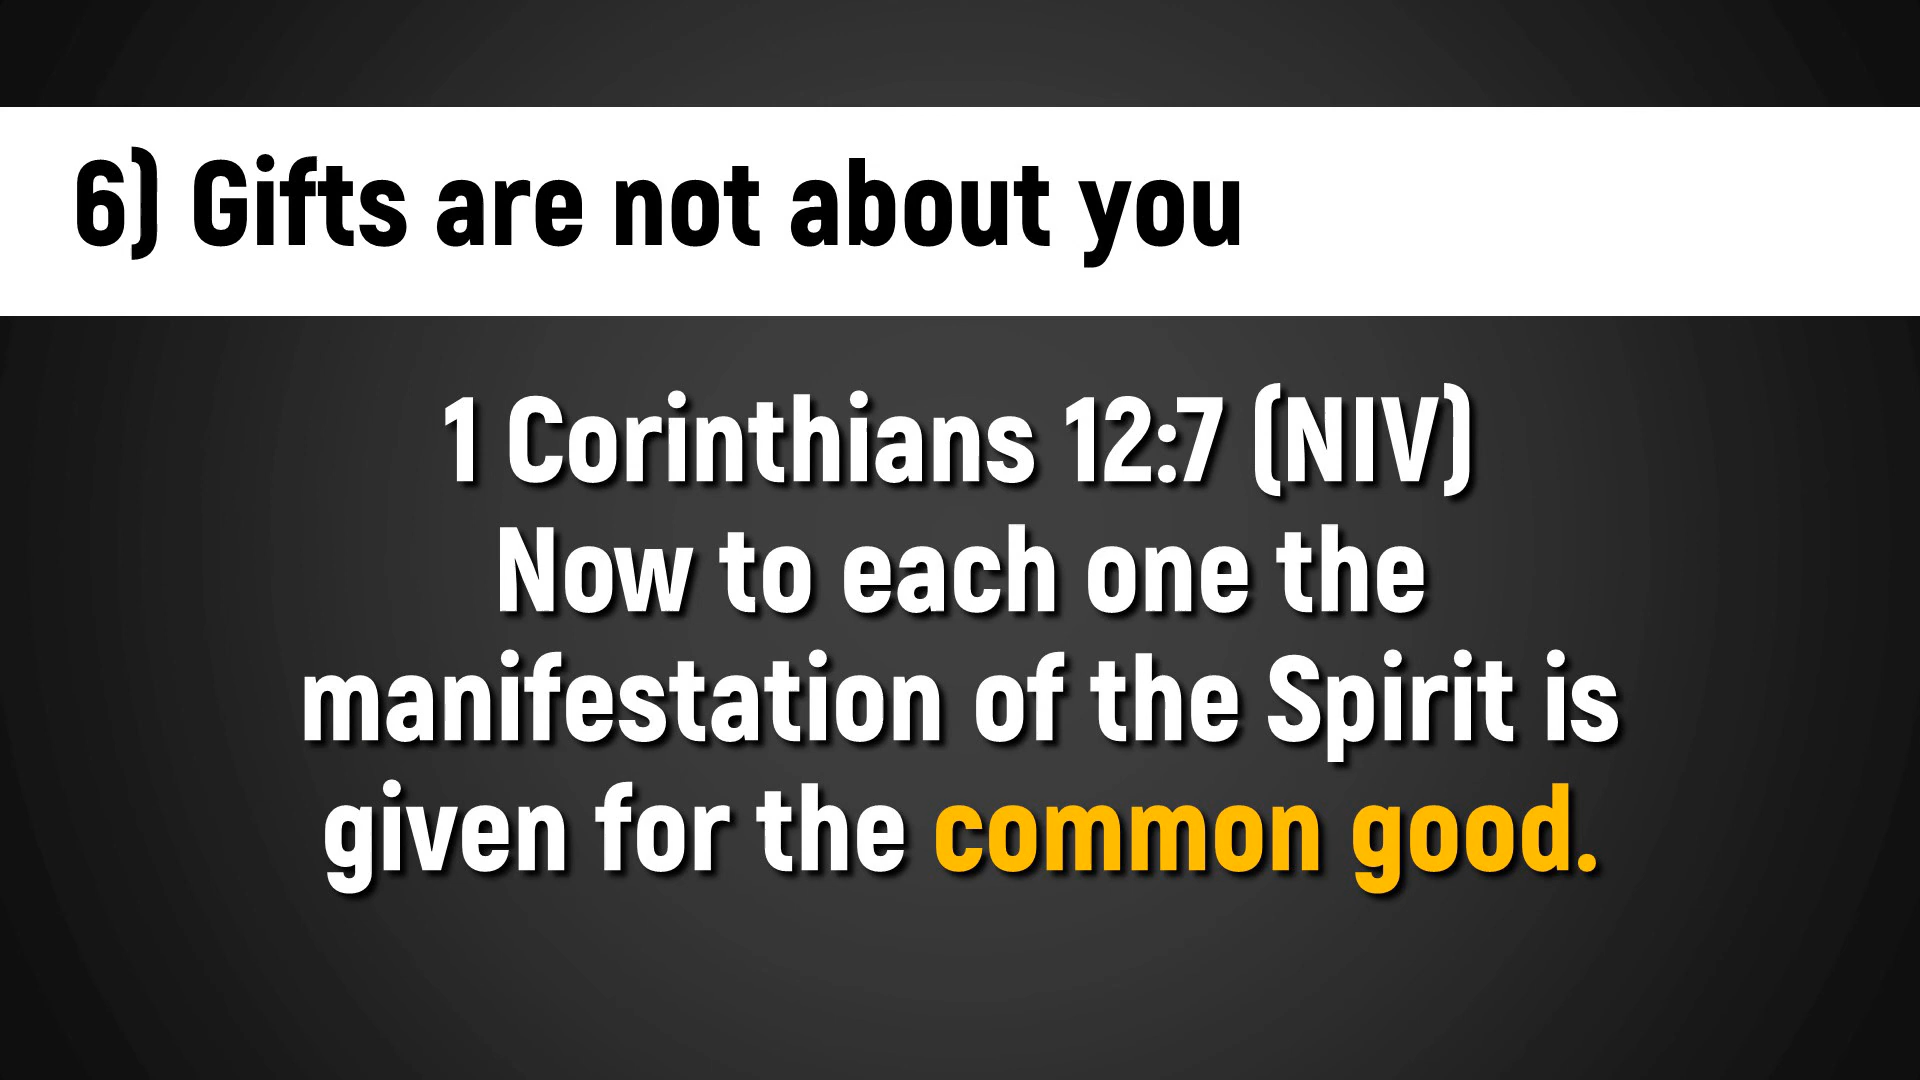 6) Gifts are not about you
1 Corinthians 12:7 (NIV)
Now to each one the
manifestation of the Spirit is
given for the common good.